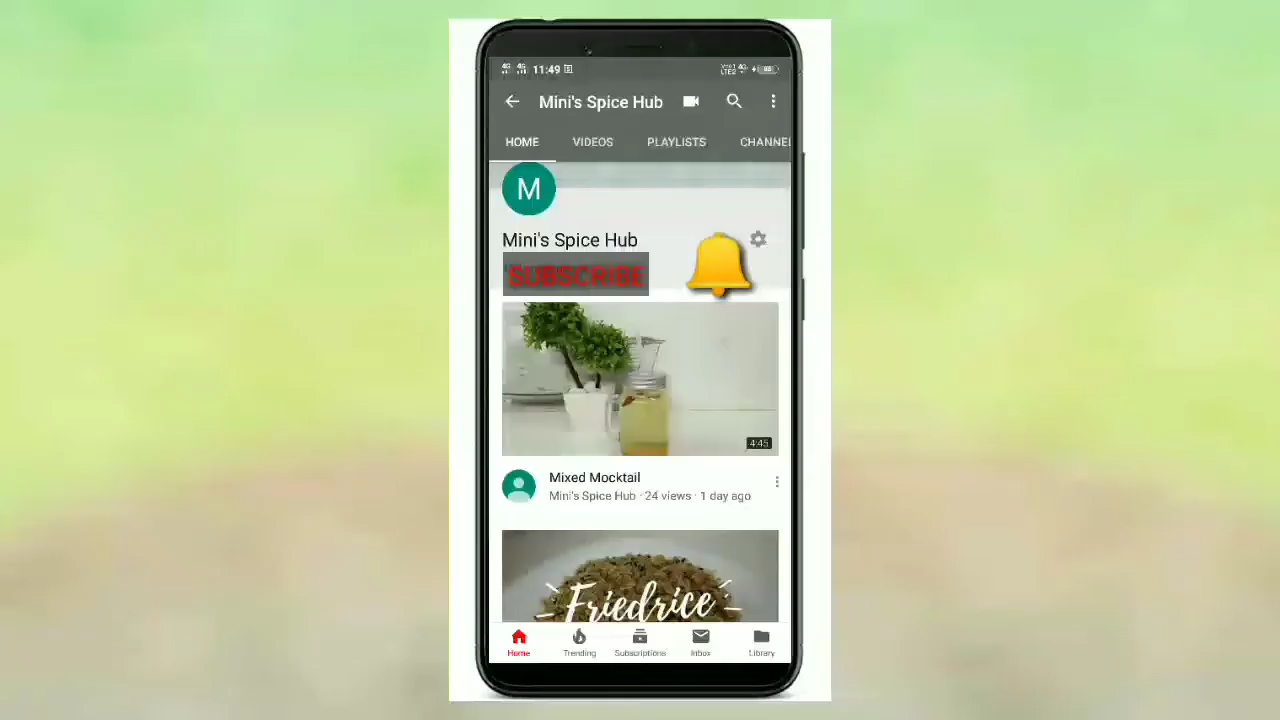 11:49
Mini's Spice Hub
HOME VIDEOS PLAYLISTS CHANNEL
M
Mini's Spice Hub
SUBSCRIBE
4:45
Mixed Mocktail
Mini's Spice Hub · 24 views · 1 day ago
Friedrice
Home Trending Subscriptions Inbox Library